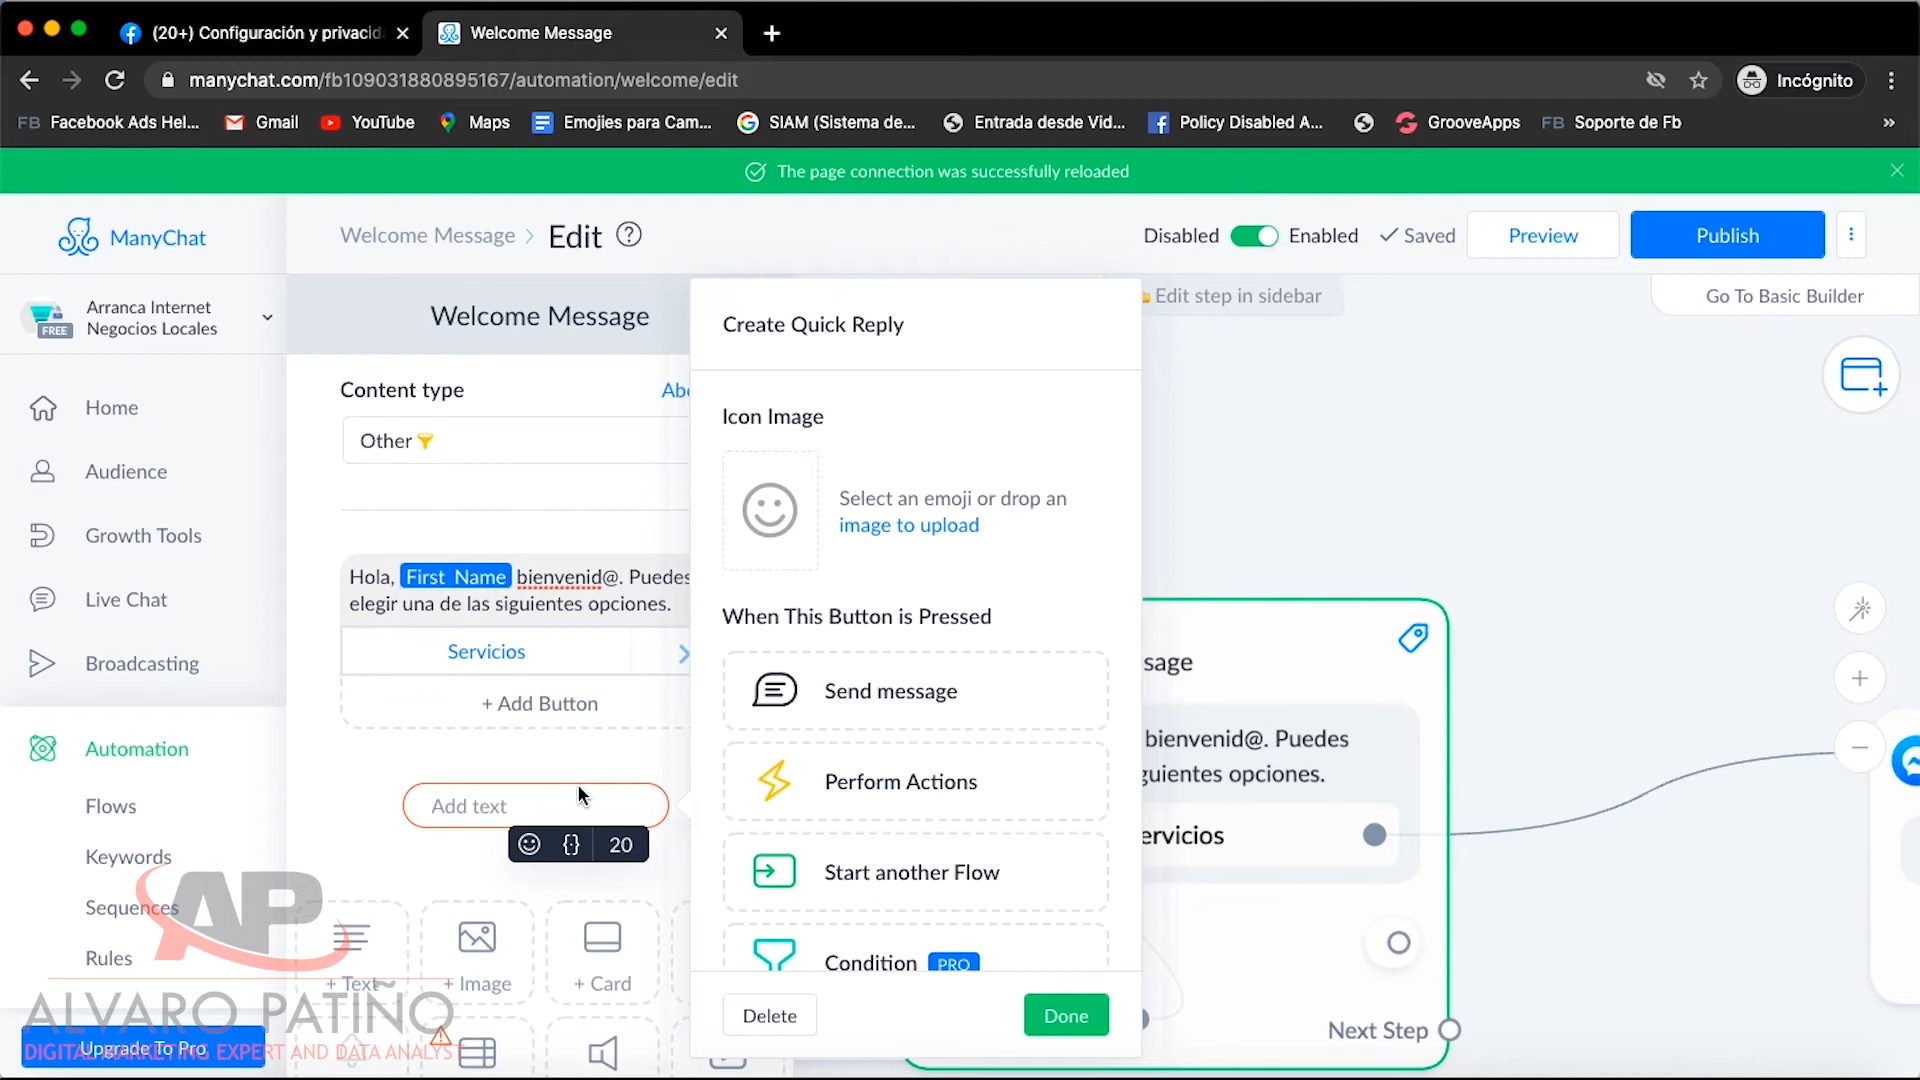 (20+) Configuración y privacid
Welcome Message
manychat.com/fb109031880895167/automation/welcome/edit
Incógnito
FB Facebook Ads Hel...
Gmail
YouTube
Maps
Emojies para Cam...
SIAM (Sistema de...
Entrada desde Vid...
Policy Disabled A...
GrooveApps
FB Soporte de Fb
»
The page connection was successfully reloaded
ManyChat
Welcome Message > Edit
Disabled
Enabled
Saved
Preview
Publish
Arranca Internet
Negocios Locales
FREE
Welcome Message
Edit step in sidebar
Go To Basic Builder
Home
Audience
Growth Tools
Live Chat
Broadcasting
Automation
Flows
Keywords
Sequences
Rules
Upgrade To Pro
Content type
Abo
Other
Hola, First Name bienvenid@. Puedes
elegir una de las siguientes opciones.
Servicios
+ Add Button
Add text
{} 20
+ Text
+ Image
+ Card
Create Quick Reply
Icon Image
Select an emoji or drop an
image to upload
When This Button is Pressed
Send message
Perform Actions
Start another Flow
Condition PRO
Delete
Done
sage
bienvenid@. Puedes
guientes opciones.
ervicios
Next Step
AP
ALVARO PATIÑO
DIGITAL MARKETING EXPERT AND DATA ANALYST